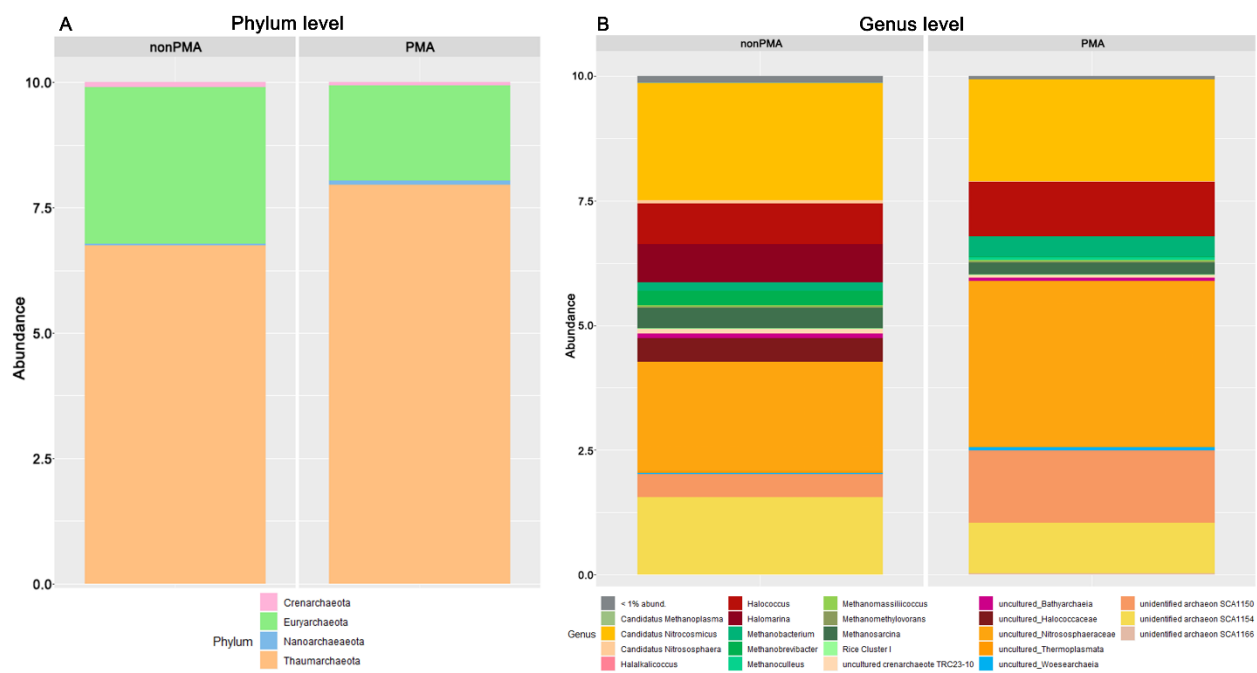 A
Phylum level
nonPMA
PMA
10.0
7.5
5.0
2.5
0.0
Abundance
Phylum
Crenarchaeota
Euryarchaeota
Nanoarchaeaeota
Thaumarchaeota
B
Genus level
nonPMA
PMA
10.0
7.5
5.0
2.5
0.0
Abundance
Genus
< 1% abund.
Candidatus Methanoplasma
Candidatus Nitrocosmicus
Candidatus Nitrososphaera
Halalkalicoccus
Halococcus
Halomarina
Methanobacterium
Methanobrevibacter
Methanoculleus
Methanomassiliicoccus
Methanomethylovorans
Methanosarcina
Rice Cluster I
uncultured crenarchaeote TRC23-10
uncultured_Bathyarchaeia
uncultured_Halococcaceae
uncultured_Nitrososphaeraceae
uncultured_Thermoplasmata
uncultured_Woesearchaeia
unidentified archaeon SCA1150
unidentified archaeon SCA1154
unidentified archaeon SCA1166